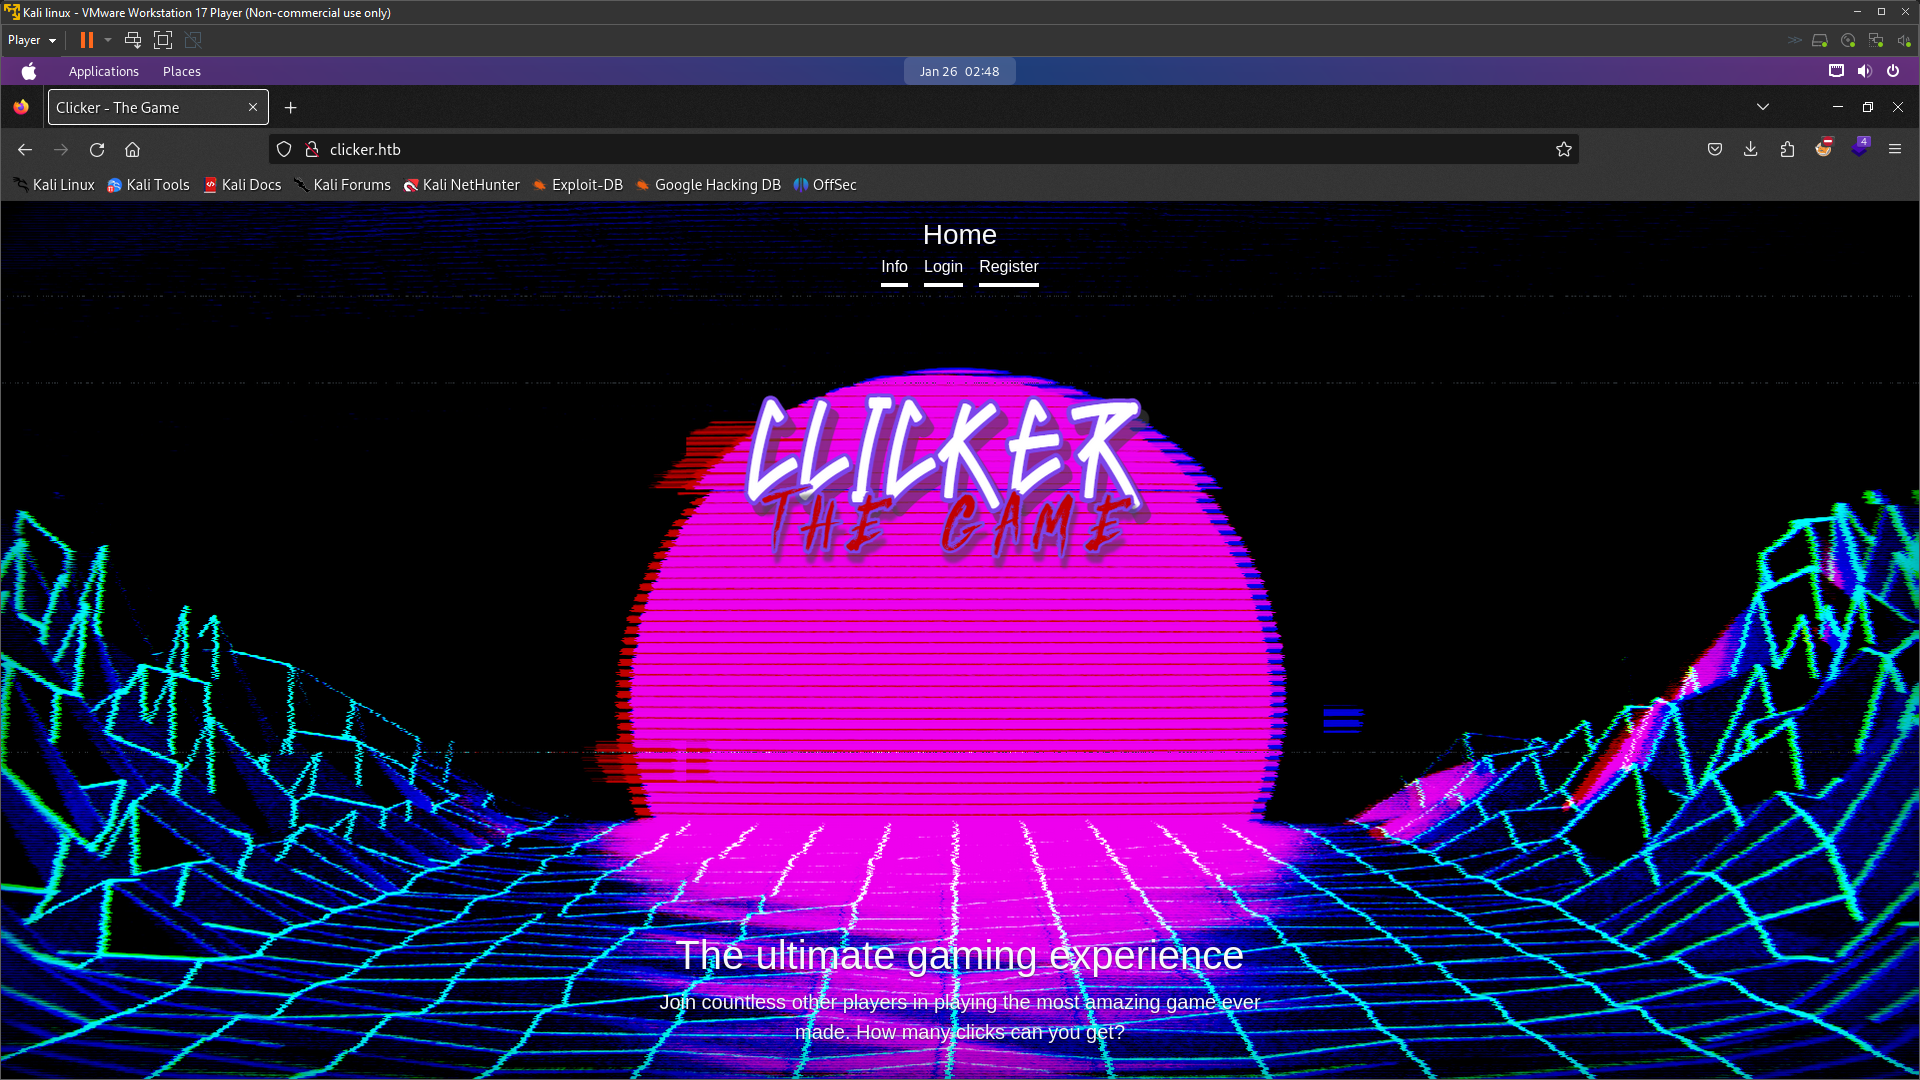 Kali linux - VMware Workstation 17 Player (Non-commercial use only)
Player
Applications Places Jan 26 02:48
Clicker - The Game
clicker.htb
4
Kali Linux Kali Tools Kali Docs Kali Forums Kali NetHunter Exploit-DB Google Hacking DB OffSec
Home
Info Login Register
CLICKER
THE GAME
The ultimate gaming experience
Join countless other players in playing the most amazing game ever
made. How many clicks can you get?